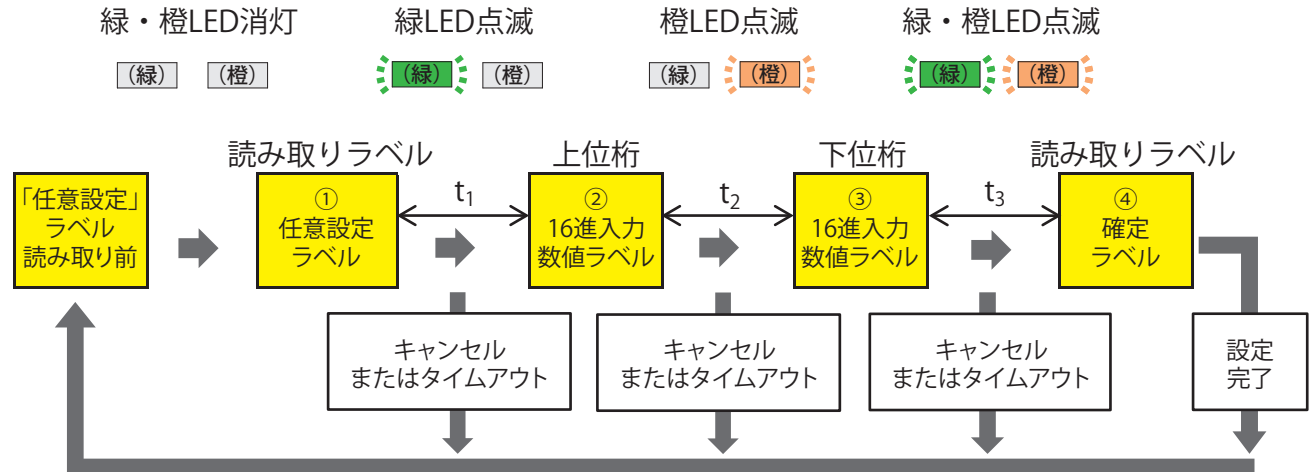 緑・橙LED消灯
緑LED点滅
橙LED点滅
緑・橙LED点滅
(緑)
(橙)
(緑)
(橙)
(緑)
(橙)
(緑)
(橙)
読み取りラベル
上位桁
下位桁
読み取りラベル
「任意設定」
ラベル
読み取り前
①
任意設定
ラベル
t1
②
16進入力
数値ラベル
t2
③
16進入力
数値ラベル
t3
④
確定
ラベル
キャンセル
またはタイムアウト
キャンセル
またはタイムアウト
キャンセル
またはタイムアウト
設定
完了